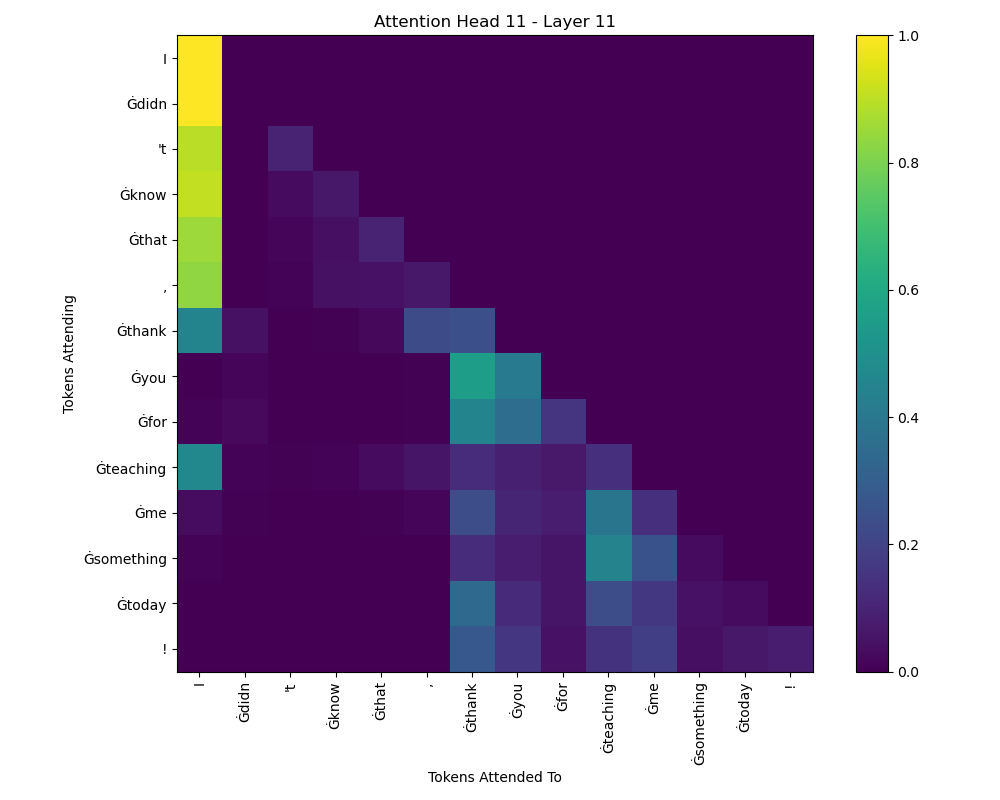 Attention Head 11 - Layer 11
I
Ġdidn
't
Ġknow
Ġthat
,
Ġthank
Ġyou
Ġfor
Ġteaching
Ġme
Ġsomething
Ġtoday
!
Tokens Attending
I
Ġdidn
't
Ġknow
Ġthat
,
Ġthank
Ġyou
Ġfor
Ġteaching
Ġme
Ġsomething
Ġtoday
!
Tokens Attended To
1.0
0.8
0.6
0.4
0.2
0.0